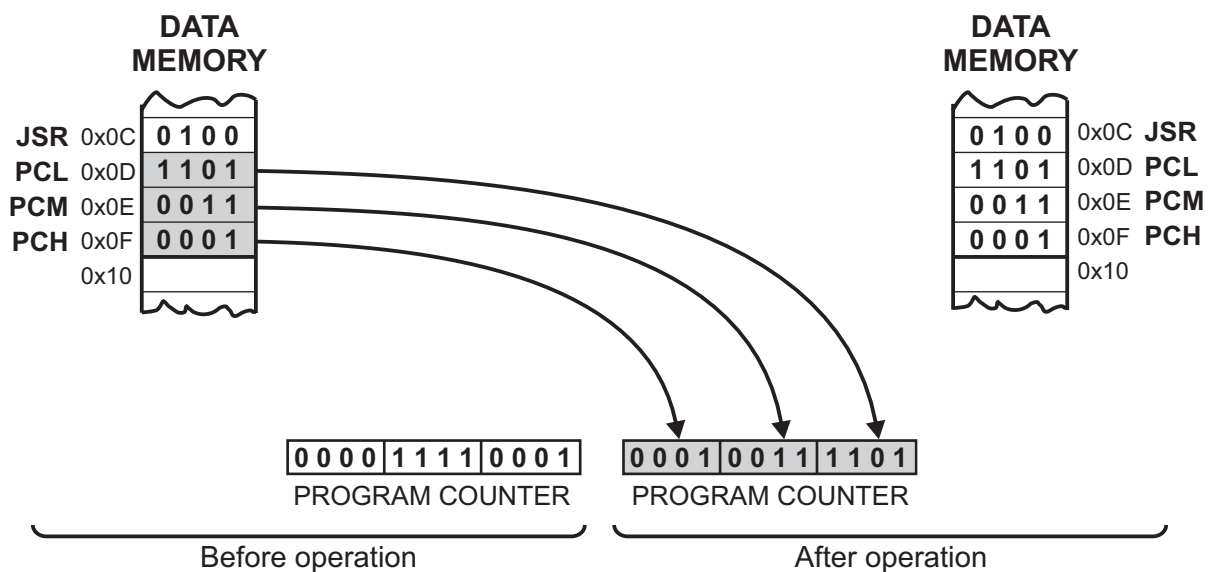 DATA
MEMORY
JSR 0x0C 0 1 0 0
PCL 0x0D 1 1 0 1
PCM 0x0E 0 0 1 1
PCH 0x0F 0 0 0 1
0x10
DATA
MEMORY
0 1 0 0 0x0C JSR
1 1 0 1 0x0D PCL
0 0 1 1 0x0E PCM
0 0 0 1 0x0F PCH
0x10
0 0 0 0 1 1 1 1 0 0 0 1
PROGRAM COUNTER
0 0 0 1 0 0 1 1 1 1 0 1
PROGRAM COUNTER
Before operation
After operation